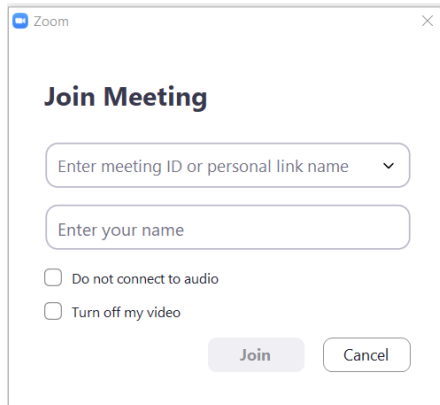 Zoom
Join Meeting
Enter meeting ID or personal link name
Enter your name
Do not connect to audio
Turn off my video
Join Cancel